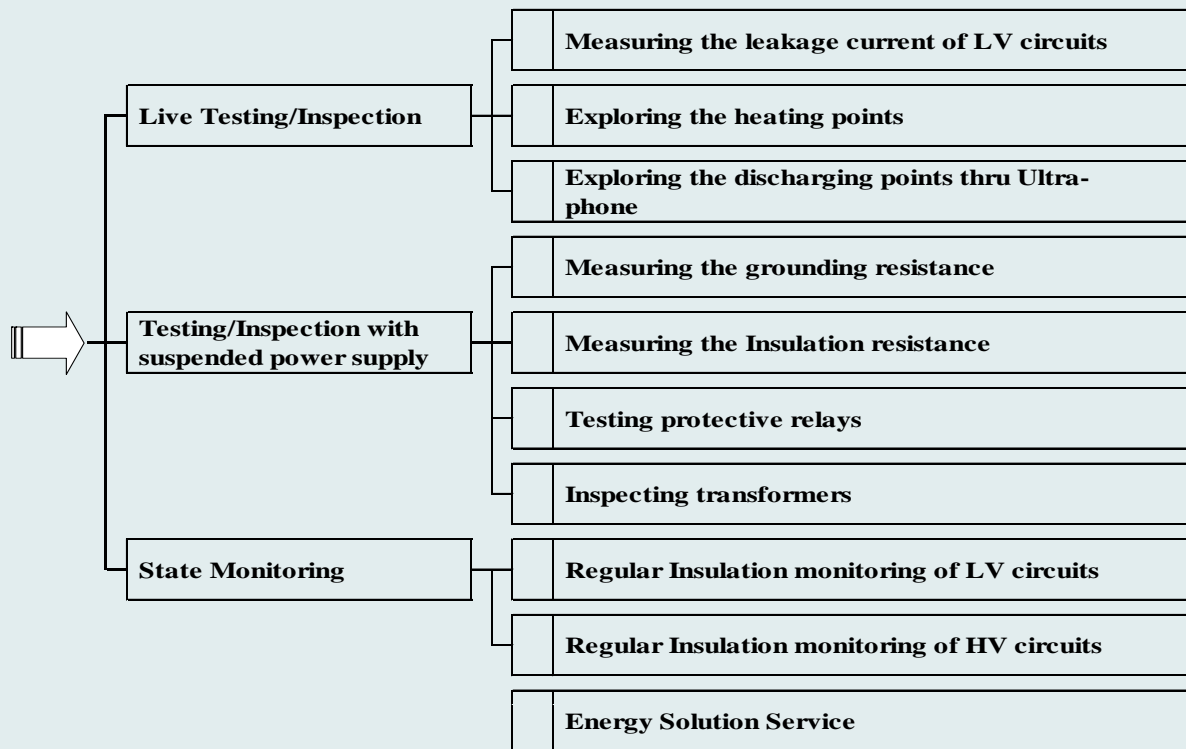 Measuring the leakage current of LV circuits
Live Testing/Inspection
Exploring the heating points
Exploring the discharging points thru Ultra-
phone
Measuring the grounding resistance
Testing/Inspection with
suspended power supply
Measuring the Insulation resistance
Testing protective relays
Inspecting transformers
State Monitoring
Regular Insulation monitoring of LV circuits
Regular Insulation monitoring of HV circuits
Energy Solution Service